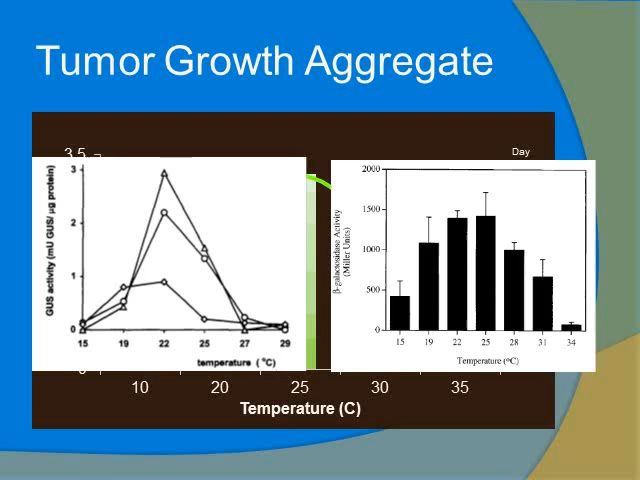 Tumor Growth Aggregate
3.5
Day
3
2
1
0
GUS activity (mU GUS/ µg protein)
15 19 22 25 27 29
temperature ( °C)
2000
1500
1000
500
0
β-galactosidase Activity
(Miller Units)
15 19 22 25 28 31 34
Temperature (°C)
10 20 25 30 35
Temperature (C)